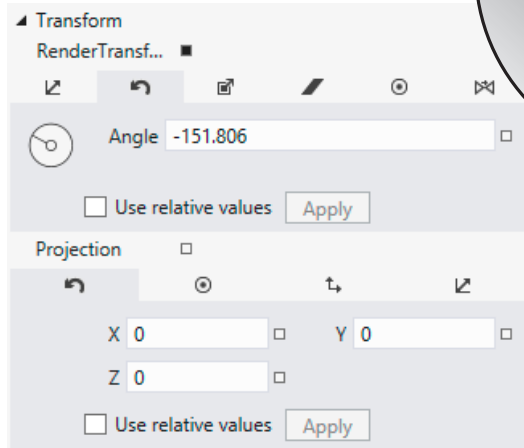 Transform
RenderTransf...
Angle -151.806
Use relative values Apply
Projection
X 0 Y 0
Z 0
Use relative values Apply